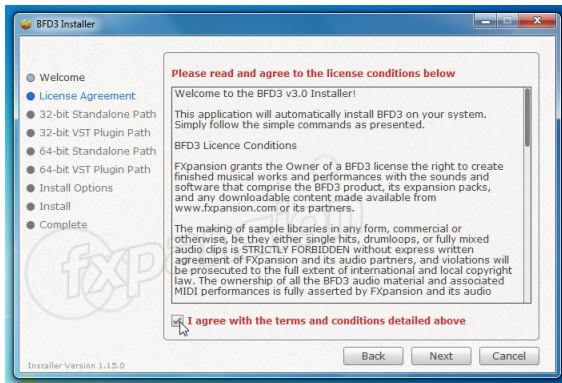 BFD3 Installer
Welcome
License Agreement
32-bit Standalone Path
32-bit VST Plugin Path
64-bit Standalone Path
64-bit VST Plugin Path
Install Options
Install
Complete
Please read and agree to the license conditions below
Welcome to the BFD3 v3.0 Installer!
This application will automatically install BFD3 on your system.
Simply follow the simple commands as presented.
BFD3 Licence Conditions
FXpansion grants the Owner of a BFD3 license the right to create
finished musical works and performances with the sounds and
software that comprise the BFD3 product, its expansion packs,
and any downloadable content made available from
www.fxpansion.com or its partners.
The making of sample libraries in any form, commercial or
otherwise, be they either single hits, drumloops, or fully mixed
audio clips is STRICTLY FORBIDDEN without express written
agreement of FXpansion and its audio partners, and violations will
be prosecuted to the full extent of international and local copyright
law. The ownership of all the BFD3 audio material and associated
MIDI performances is fully asserted by FXpansion and its audio
I agree with the terms and conditions detailed above
fxpansion
Installer Version 1.15.0
Back
Next
Cancel